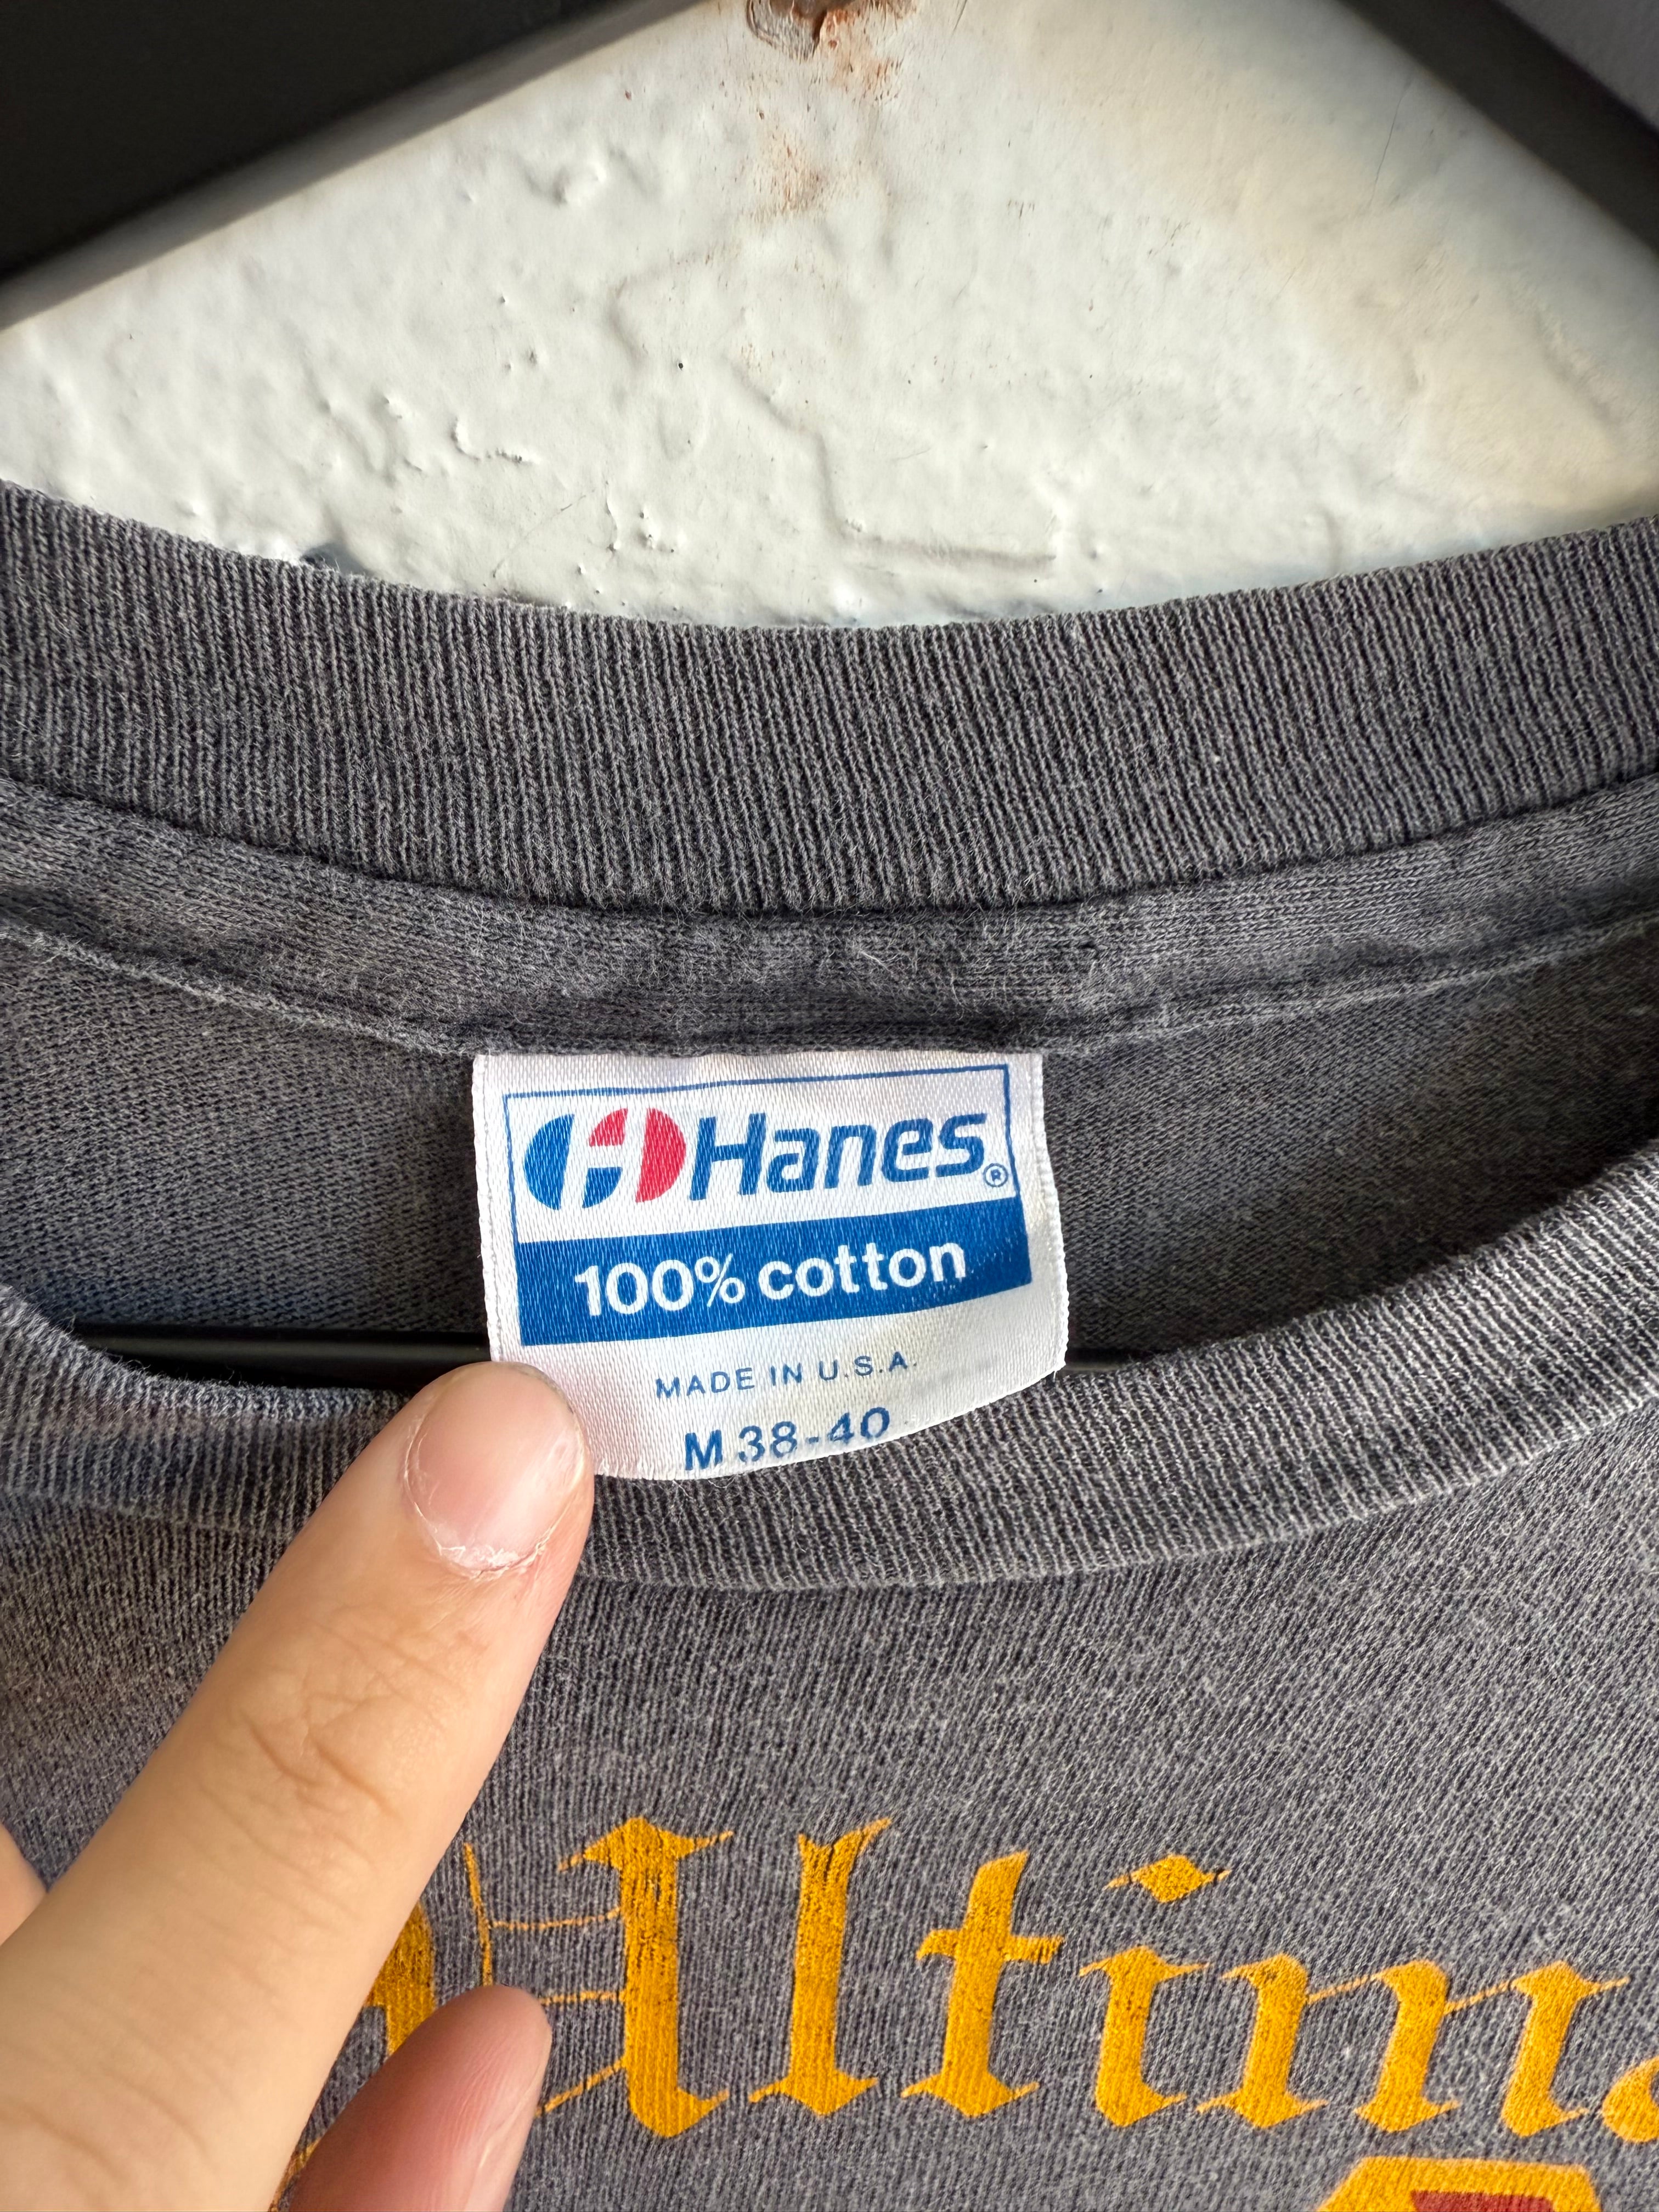 Hanes®
100% cotton
MADE IN U.S.A.
M 38-40